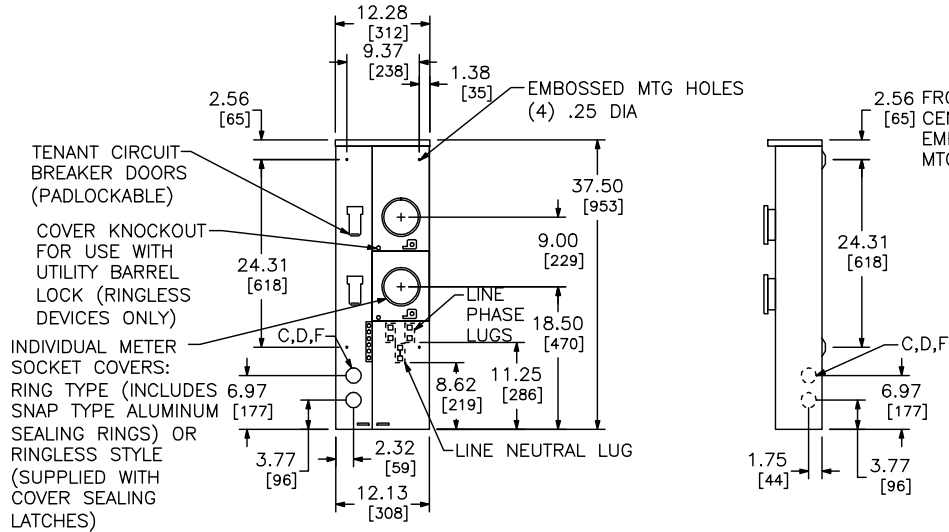 12.28
[312]
9.37
[238]
1.38
[35]
EMBOSSED MTG HOLES
(4) .25 DIA
2.56
[65]
TENANT CIRCUIT
BREAKER DOORS
(PADLOCKABLE)
37.50
[953]
COVER KNOCKOUT
FOR USE WITH
UTILITY BARREL
LOCK (RINGLESS
DEVICES ONLY)
9.00
[229]
24.31
[618]
LINE
PHASE
LUGS
18.50
[470]
C,D,F
INDIVIDUAL METER
SOCKET COVERS:
RING TYPE (INCLUDES
SNAP TYPE ALUMINUM
SEALING RINGS) OR
RINGLESS STYLE
(SUPPLIED WITH
COVER SEALING
LATCHES)
6.97
[177]
8.62
[219]
11.25
[286]
3.77
[96]
2.32
[59]
LINE NEUTRAL LUG
12.13
[308]
2.56
[65]
24.31
[618]
C,D,F
6.97
[177]
1.75
[44]
3.77
[96]